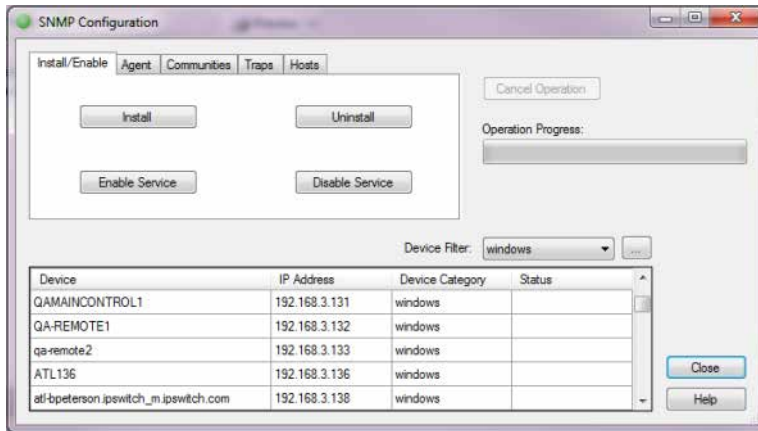 SNMP Configuration
Install/Enable Agent Communities Traps Hosts
Install Uninstall
Enable Service Disable Service
Cancel Operation
Operation Progress:
Device Filter: windows ...
Device IP Address Device Category Status
QAMAINCONTROL1 192.168.3.131 windows
QA-REMOTE1 192.168.3.132 windows
qa-remote2 192.168.3.133 windows
ATL136 192.168.3.136 windows
atl-bpeterson.ipswitch_m.ipswitch.com 192.168.3.138 windows
Close
Help